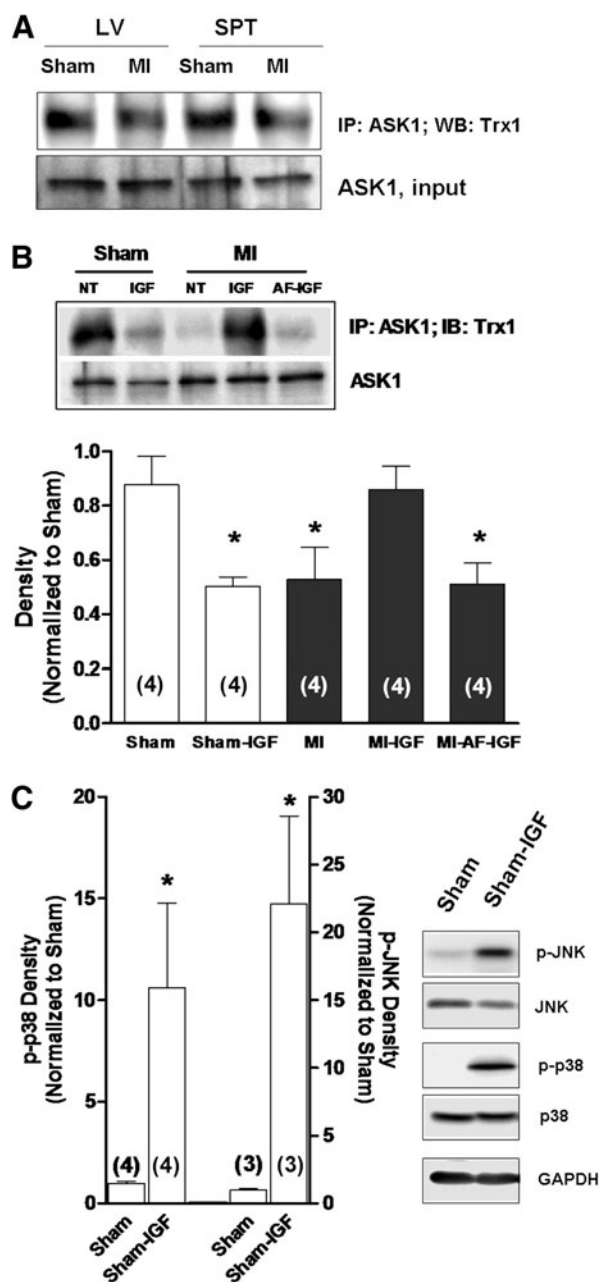 A
LV SPT
Sham MI Sham MI
IP: ASK1; WB: Trx1
ASK1, input
B
Sham MI
NT IGF NT IGF AF-IGF
IP: ASK1; IB: Trx1
ASK1
Density
(Normalized to Sham)
1.0
0.8
0.6
0.4
0.2
0.0
* * *
(4) (4) (4) (4) (4)
Sham Sham-IGF MI MI-IGF MI-AF-IGF
C
p-p38 Density
(Normalized to Sham)
20
15
10
5
0
* *
(4) (4) (3) (3)
Sham Sham-IGF Sham Sham-IGF
30
25
20
15
10
5
0
p-JNK Density
(Normalized to Sham)
Sham Sham-IGF
p-JNK
JNK
p-p38
p38
GAPDH